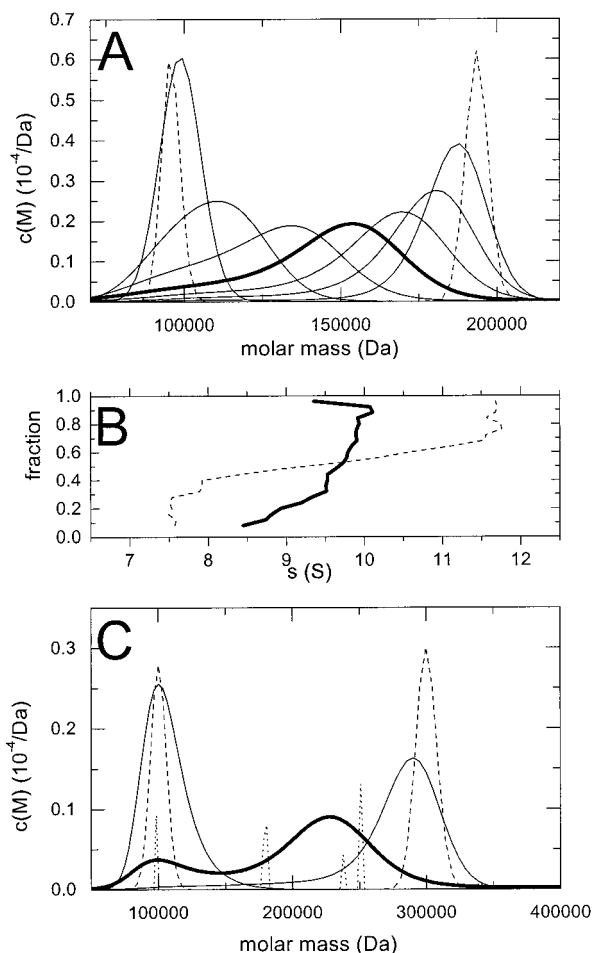 A
c(M) (10⁻⁴/Da)
0.7
0.6
0.5
0.4
0.3
0.2
0.1
0.0
100000 150000 200000
molar mass (Da)
B
fraction
1.0
0.8
0.6
0.4
0.2
0.0
7 8 9 10 11 12
s (S)
C
c(M) (10⁻⁴/Da)
0.3
0.2
0.1
0.0
100000 200000 300000 400000
molar mass (Da)